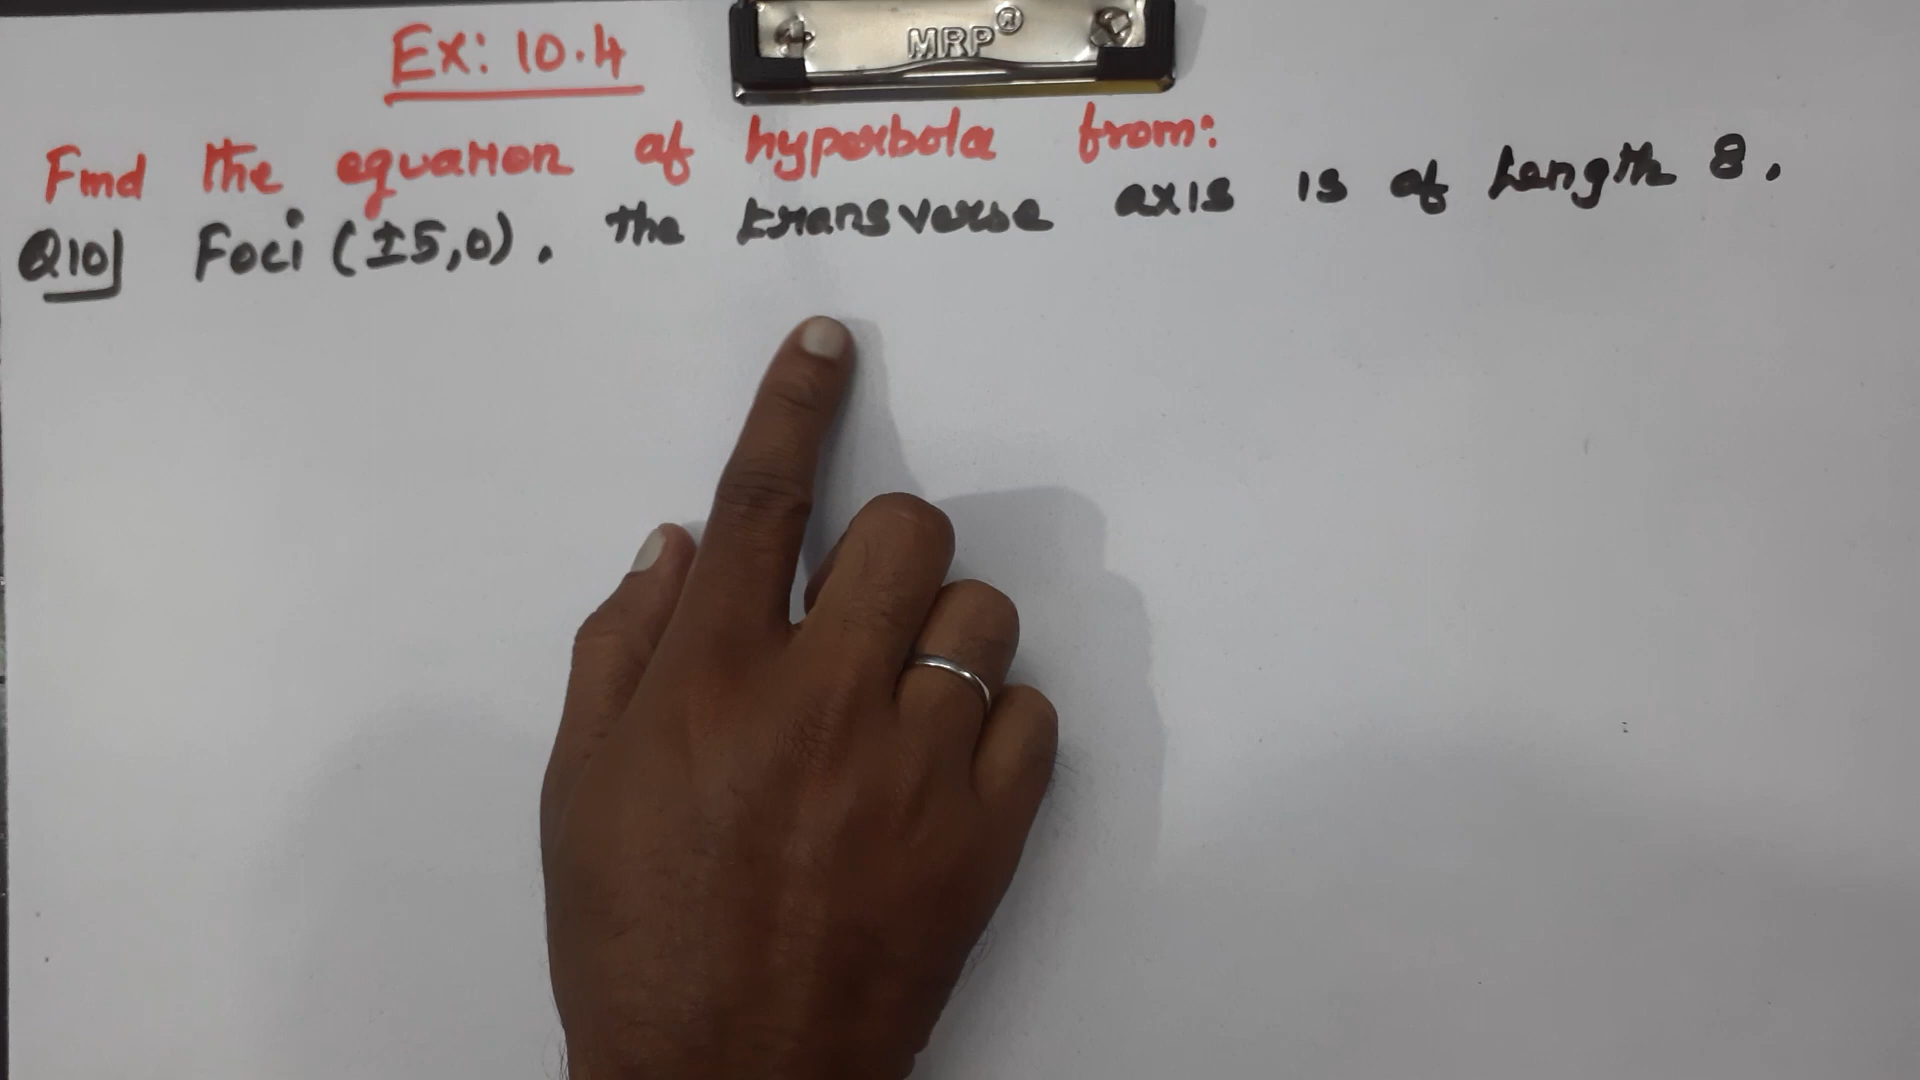 Ex: 10.4
MRP®
Find the equation of hyperbola from:
Q10] Foci (±5,0), the transverse axis is of length 8.